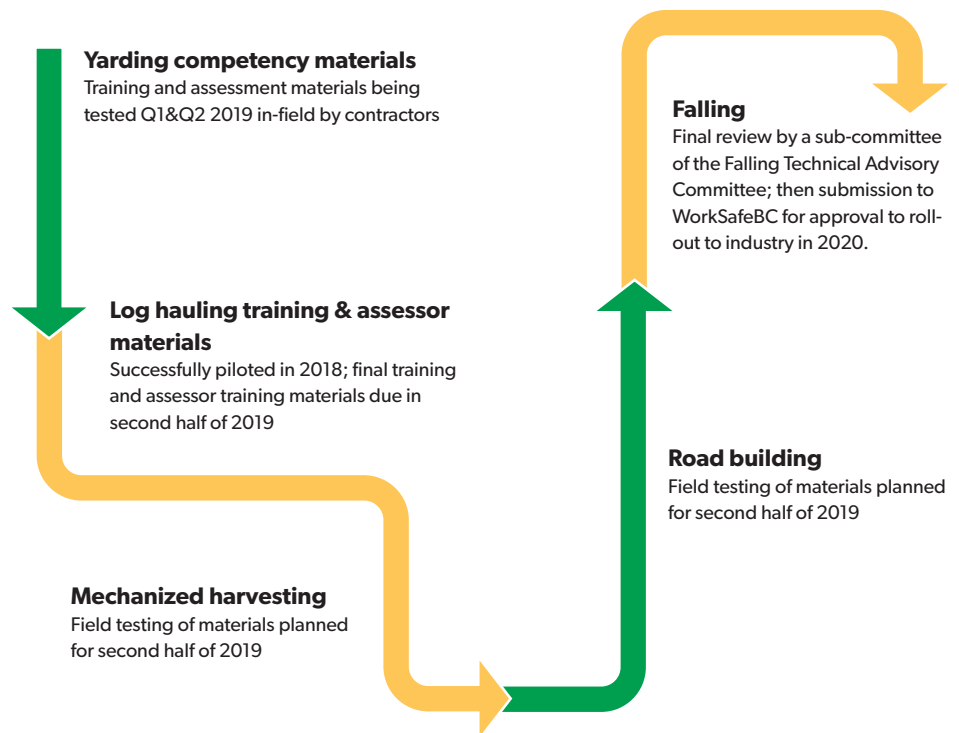 Yarding competency materials
Training and assessment materials being
tested Q1&Q2 2019 in-field by contractors
Log hauling training & assessor
materials
Successfully piloted in 2018; final training
and assessor training materials due in
second half of 2019
Mechanized harvesting
Field testing of materials planned
for second half of 2019
Road building
Field testing of materials planned
for second half of 2019
Falling
Final review by a sub-committee
of the Falling Technical Advisory
Committee; then submission to
WorkSafeBC for approval to roll-
out to industry in 2020.